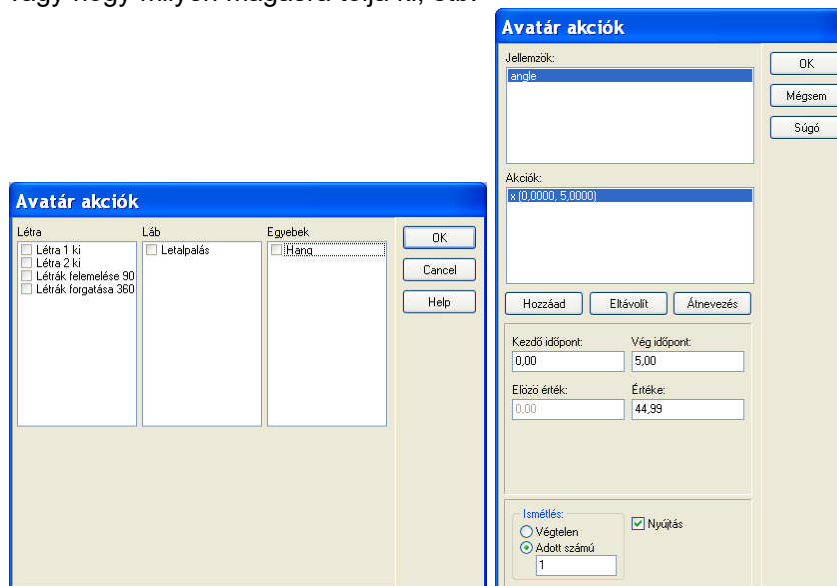 vagy hogy milyen magasra tolja ki, stb.
Avatár akciók
Létra
Létra 1 ki
Létra 2 ki
Létrák felemelése 90
Létrák forgatása 360
Láb
Letalpalás
Egyebek
Hang
OK
Cancel
Help
Avatár akciók
Jellemzök:
angle
OK
Mégsem
Súgó
Akciók:
x (0,0000, 5,0000)
Hozzáad
Eltávolít
Átnevezés
Kezdő időpont:
Vég időpont:
0,00
5,00
Elözö érték:
Értéke:
0,00
44,99
Ismétlés:
Végtelen
Adott számú
1
Nyújtás